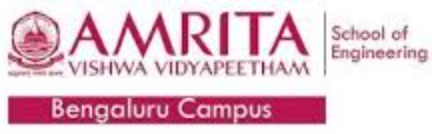 AMRITA
VISHWA VIDYAPEETHAM
School of
Engineering
Bengaluru Campus